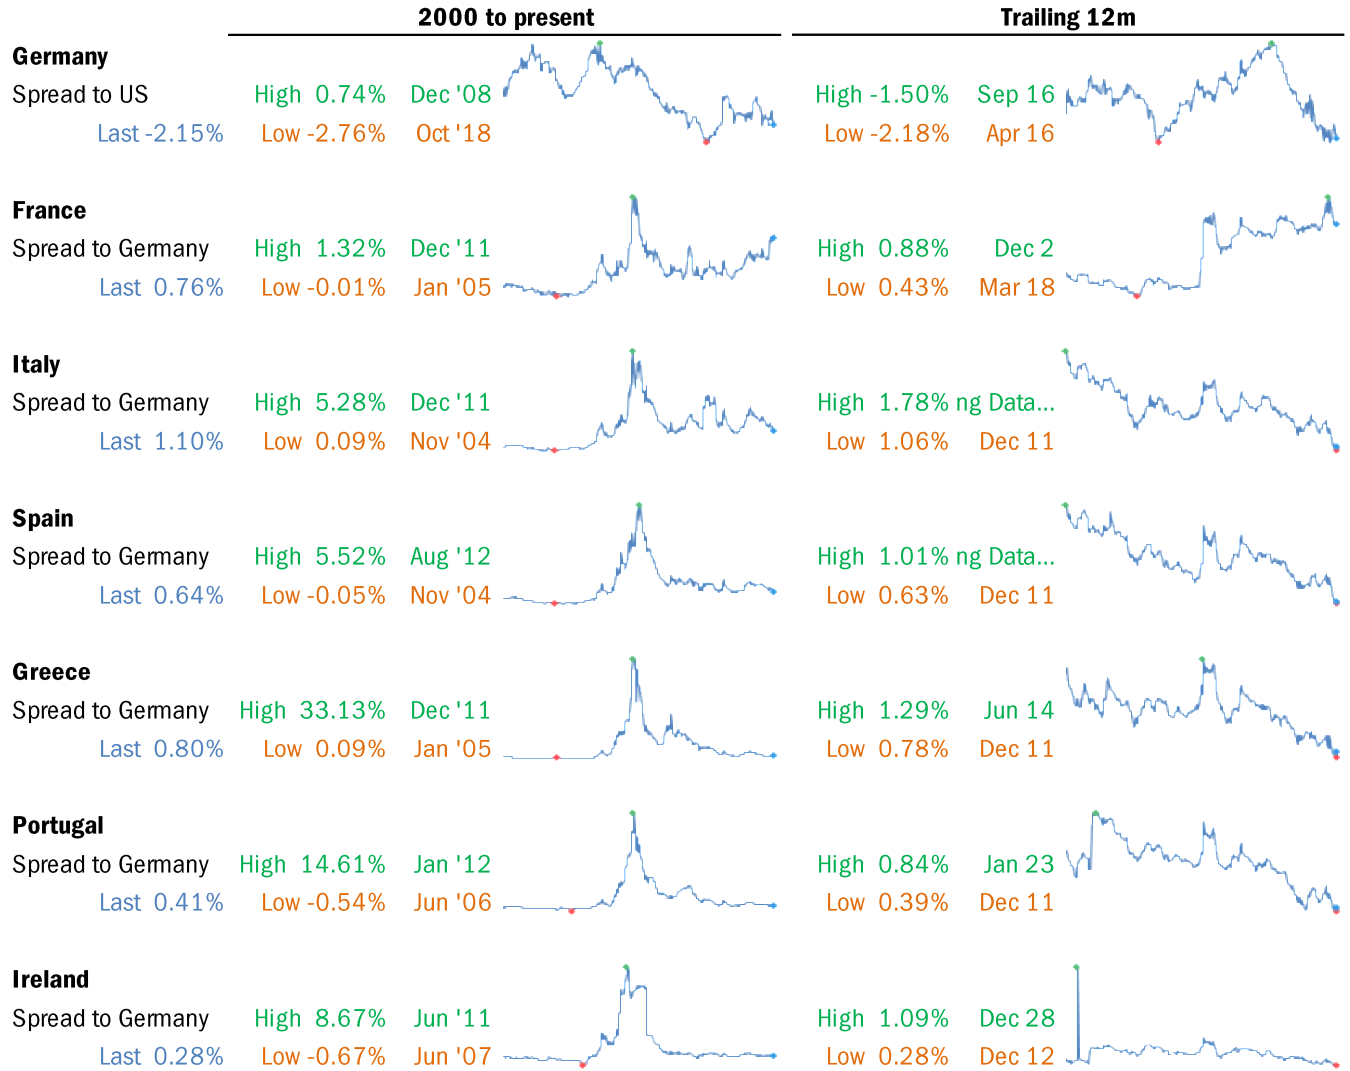 2000 to present Trailing 12m
Germany
Spread to US High 0.74% Dec '08 High -1.50% Sep 16
Last -2.15% Low -2.76% Oct '18 Low -2.18% Apr 16
France
Spread to Germany High 1.32% Dec '11 High 0.88% Dec 2
Last 0.76% Low -0.01% Jan '05 Low 0.43% Mar 18
Italy
Spread to Germany High 5.28% Dec '11 High 1.78% ng Data...
Last 1.10% Low 0.09% Nov '04 Low 1.06% Dec 11
Spain
Spread to Germany High 5.52% Aug '12 High 1.01% ng Data...
Last 0.64% Low -0.05% Nov '04 Low 0.63% Dec 11
Greece
Spread to Germany High 33.13% Dec '11 High 1.29% Jun 14
Last 0.80% Low 0.09% Jan '05 Low 0.78% Dec 11
Portugal
Spread to Germany High 14.61% Jan '12 High 0.84% Jan 23
Last 0.41% Low -0.54% Jun '06 Low 0.39% Dec 11
Ireland
Spread to Germany High 8.67% Jun '11 High 1.09% Dec 28
Last 0.28% Low -0.67% Jun '07 Low 0.28% Dec 12